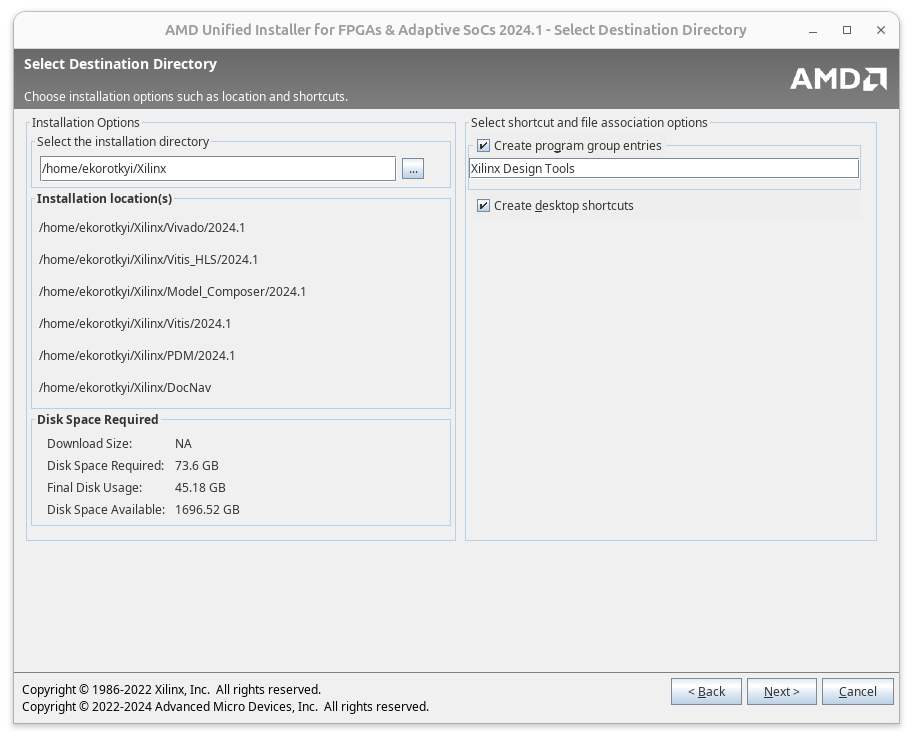 AMD Unified Installer for FPGAs & Adaptive SoCs 2024.1 - Select Destination Directory
Select Destination Directory
Choose installation options such as location and shortcuts.
AMD
Installation Options
Select the installation directory
/home/ekorotkyi/Xilinx
...
Installation location(s)
/home/ekorotkyi/Xilinx/Vivado/2024.1
/home/ekorotkyi/Xilinx/Vitis_HLS/2024.1
/home/ekorotkyi/Xilinx/Model_Composer/2024.1
/home/ekorotkyi/Xilinx/Vitis/2024.1
/home/ekorotkyi/Xilinx/PDM/2024.1
/home/ekorotkyi/Xilinx/DocNav
Disk Space Required
Download Size: NA
Disk Space Required: 73.6 GB
Final Disk Usage: 45.18 GB
Disk Space Available: 1696.52 GB
Select shortcut and file association options
Create program group entries
Xilinx Design Tools
Create desktop shortcuts
Copyright © 1986-2022 Xilinx, Inc. All rights reserved.
Copyright © 2022-2024 Advanced Micro Devices, Inc. All rights reserved.
< Back
Next >
Cancel